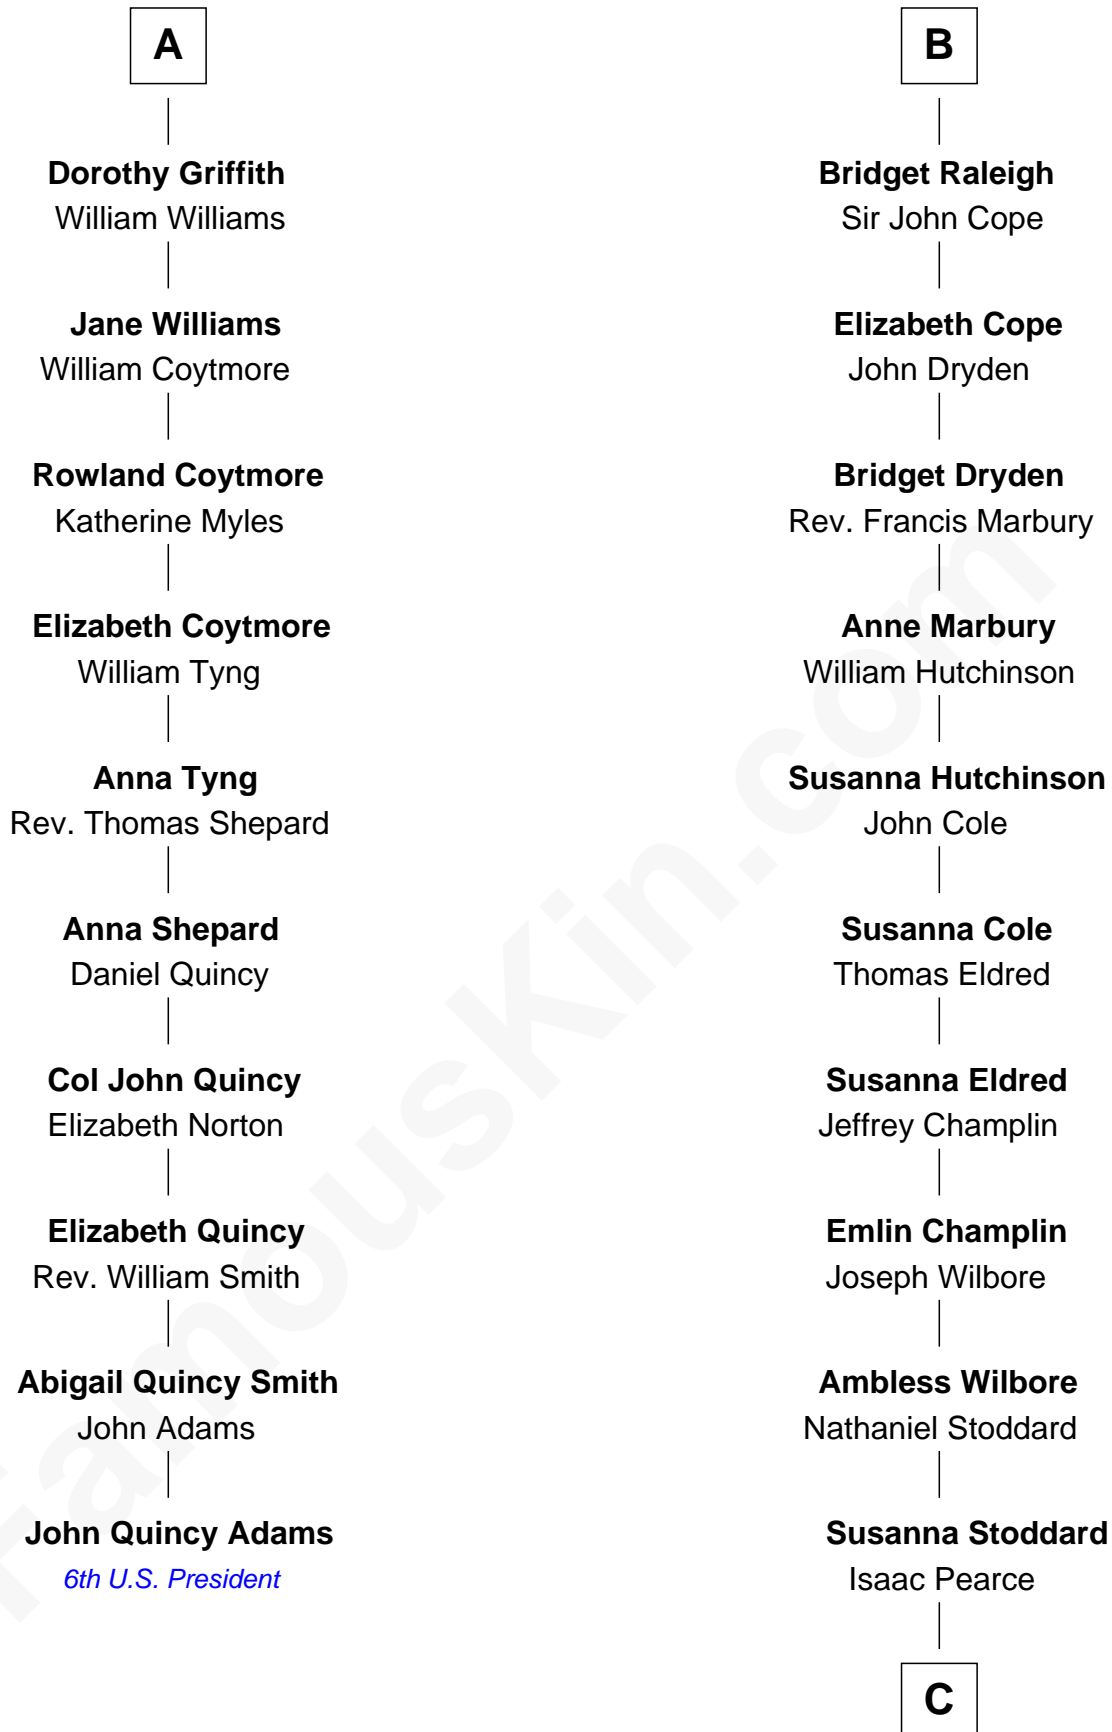 A
Dorothy Griffith
William Williams
Jane Williams
William Coytmore
Rowland Coytmore
Katherine Myles
Elizabeth Coytmore
William Tyng
Anna Tyng
Rev. Thomas Shepard
Anna Shepard
Daniel Quincy
Col John Quincy
Elizabeth Norton
Elizabeth Quincy
Rev. William Smith
Abigail Quincy Smith
John Adams
John Quincy Adams
6th U.S. President
B
Bridget Raleigh
Sir John Cope
Elizabeth Cope
John Dryden
Bridget Dryden
Rev. Francis Marbury
Anne Marbury
William Hutchinson
Susanna Hutchinson
John Cole
Susanna Cole
Thomas Eldred
Susanna Eldred
Jeffrey Champlin
Emlin Champlin
Joseph Wilbore
Ambless Wilbore
Nathaniel Stoddard
Susanna Stoddard
Isaac Pearce
C
FamousKin.com